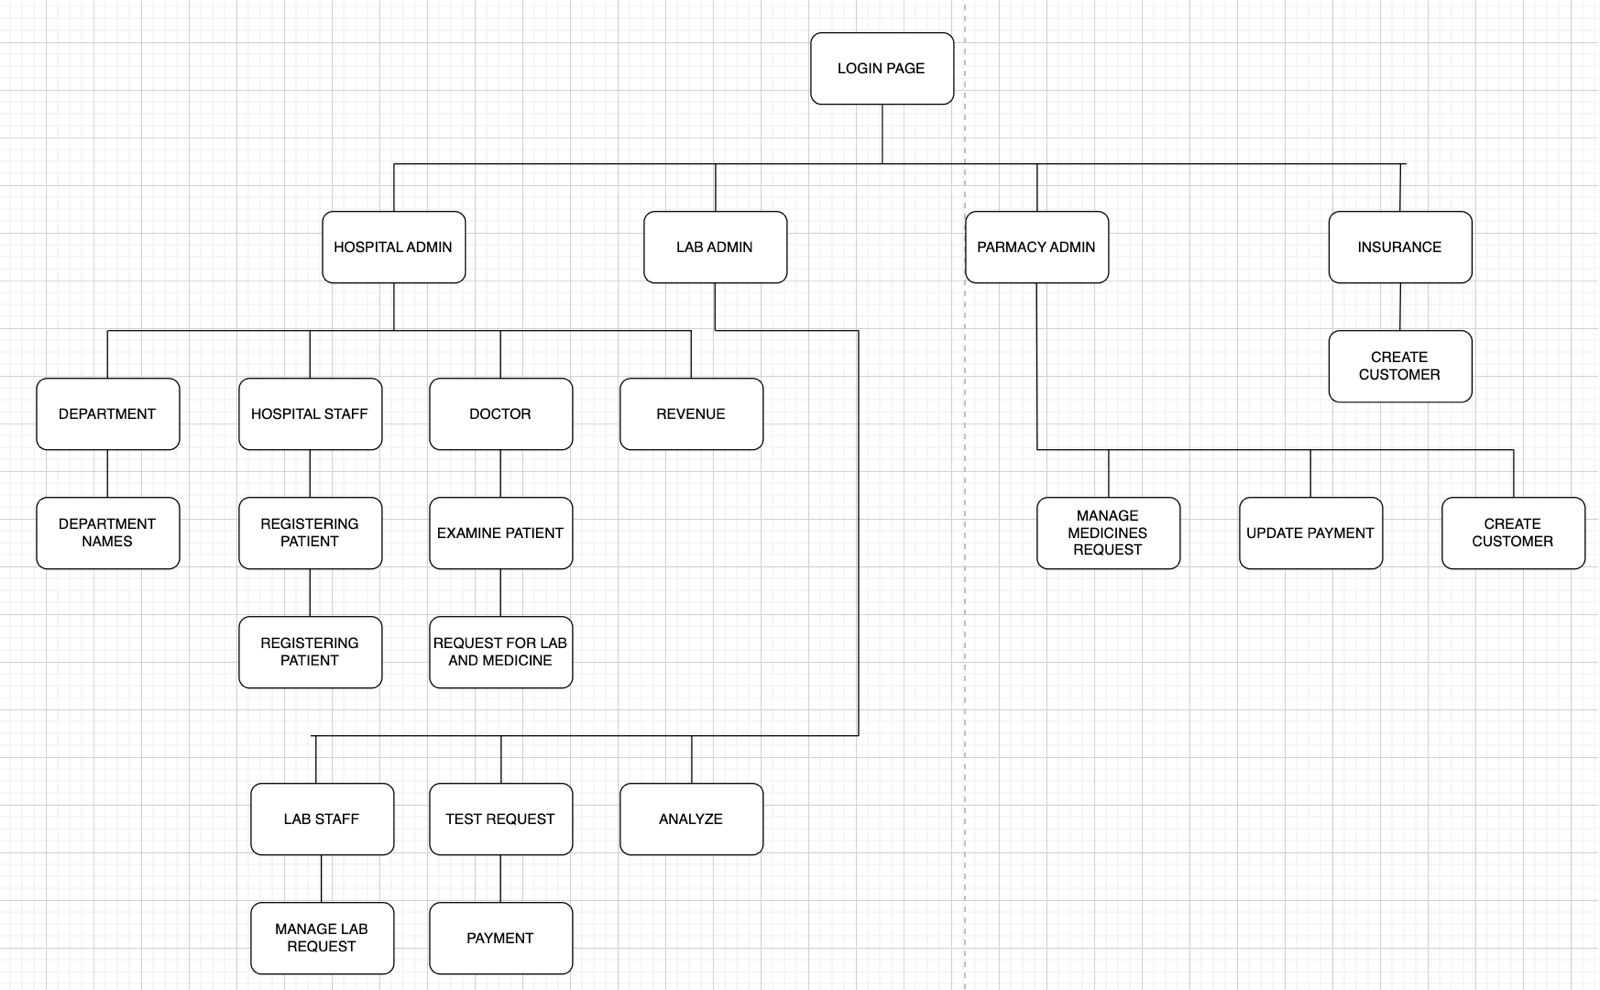 LOGIN PAGE
HOSPITAL ADMIN
LAB ADMIN
PARMACY ADMIN
INSURANCE
CREATE
CUSTOMER
DEPARTMENT
HOSPITAL STAFF
DOCTOR
REVENUE
DEPARTMENT
NAMES
REGISTERING
PATIENT
EXAMINE PATIENT
MANAGE
MEDICINES
REQUEST
UPDATE PAYMENT
CREATE
CUSTOMER
REGISTERING
PATIENT
REQUEST FOR LAB
AND MEDICINE
LAB STAFF
TEST REQUEST
ANALYZE
MANAGE LAB
REQUEST
PAYMENT